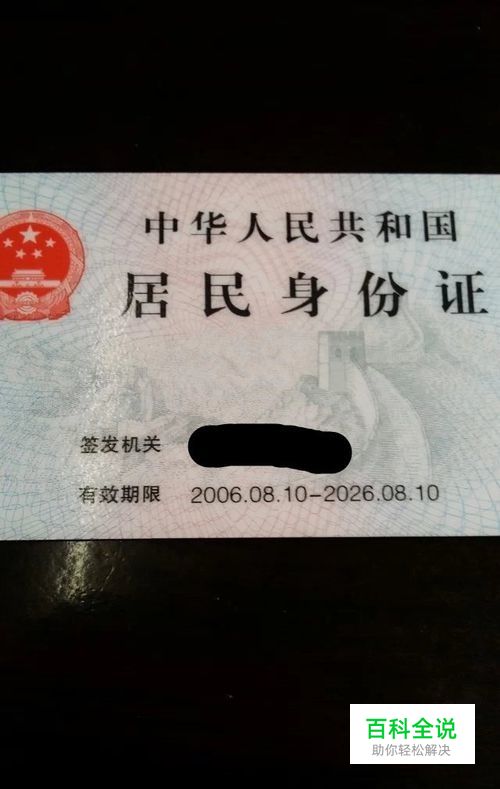 中华人民共和国
居民身份证
签发机关
有效期限 2006.08.10-2026.08.10
百科全说
助你轻松解决